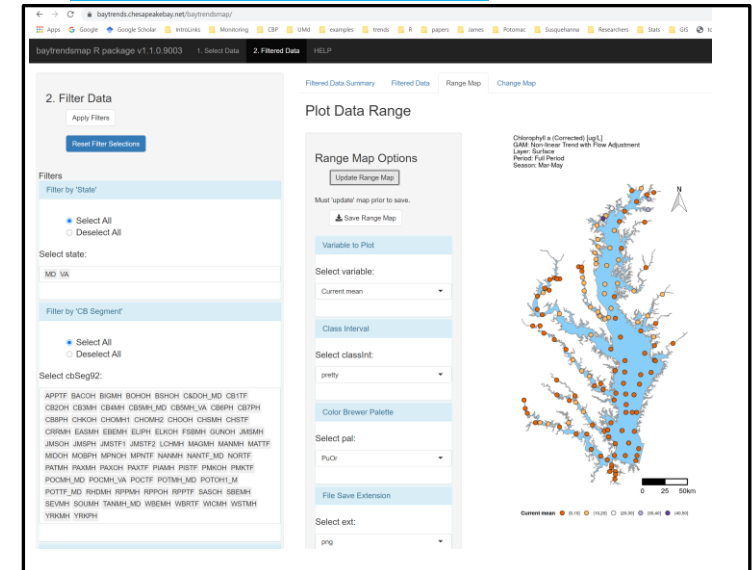 baytrends.chesapeakebay.net/baytrendsmap/
Apps Google Google Scholar IntroLinks Monitoring CBP UMd examples trends R papers James Potomac Susquehanna Researchers Stats GIS
baytrendsmap R package v1.1.0.9003 1. Select Data 2. Filtered Data HELP
2. Filter Data
Apply Filters
Reset Filter Selections
Filters
Filter by 'State'
Select All
Deselect All
Select state:
MD VA
Filter by 'CB Segment'
Select All
Deselect All
Select cbSeg92:
APPTF BACOH BIGMH BOHOH BSHOH C&DOH_MD CB1TF
CB2OH CB3MH CB4MH CB5MH_MD CB5MH_VA CB6PH CB7PH
CB8PH CHKOH CHOMH1 CHOMH2 CHOOH CHSMH CHSTF
CRRMH EASMH EBEMH ELIPH ELKOH FSBMH GUNOH JMSMH
JMSOH JMSPH JMSTF1 JMSTF2 LCHMH MAGMH MANMH MATTF
MIDOH MOBPH MPNOH MPNTF NANMH NANTF_MD NORTF
PATMH PAXMH PAXOH PAXTF PIAMH PISTF PMKOH PMKTF
POCMH_MD POCMH_VA POCTF POTMH_MD POTOH1_M
POTTF_MD RHDMH RPPMH RPPOH RPPTF SASOH SBEMH
SEVMH SOUMH TANMH_MD WBEMH WBRTF WICMH WSTMH
YRKMH YRKPH
Filtered Data Summary Filtered Data Range Map Change Map
Plot Data Range
Range Map Options
Update Range Map
Must 'update' map prior to save.
Save Range Map
Variable to Plot
Select variable:
Current mean
Class Interval
Select classInt:
pretty
Color Brewer Palette
Select pal:
PuOr
File Save Extension
Select ext:
png
Chlorophyll a (Corrected) [ug/L]
GAM: Non-linear Trend with Flow Adjustment
Layer: Surface
Period: Full Period
Season: Mar-May
N
0 25 50km
Current mean [0,10] (10,20] (20,30] (30,40] (40,50]